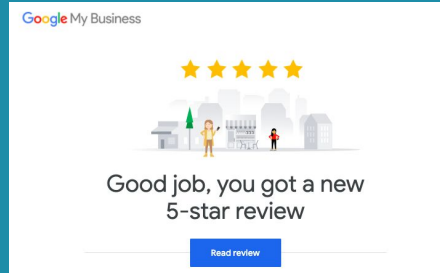 Google My Business
Good job, you got a new
5-star review
Read review